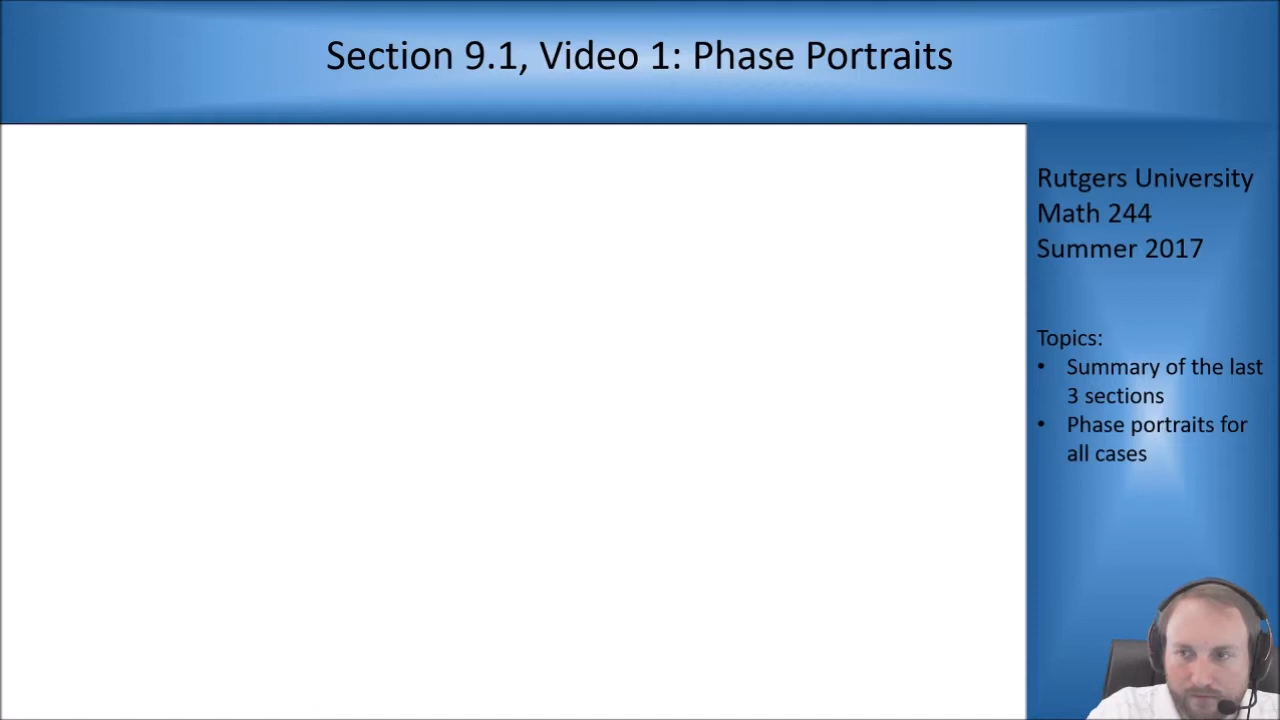 Section 9.1, Video 1: Phase Portraits
Rutgers University
Math 244
Summer 2017
Topics:
• Summary of the last
3 sections
• Phase portraits for
all cases